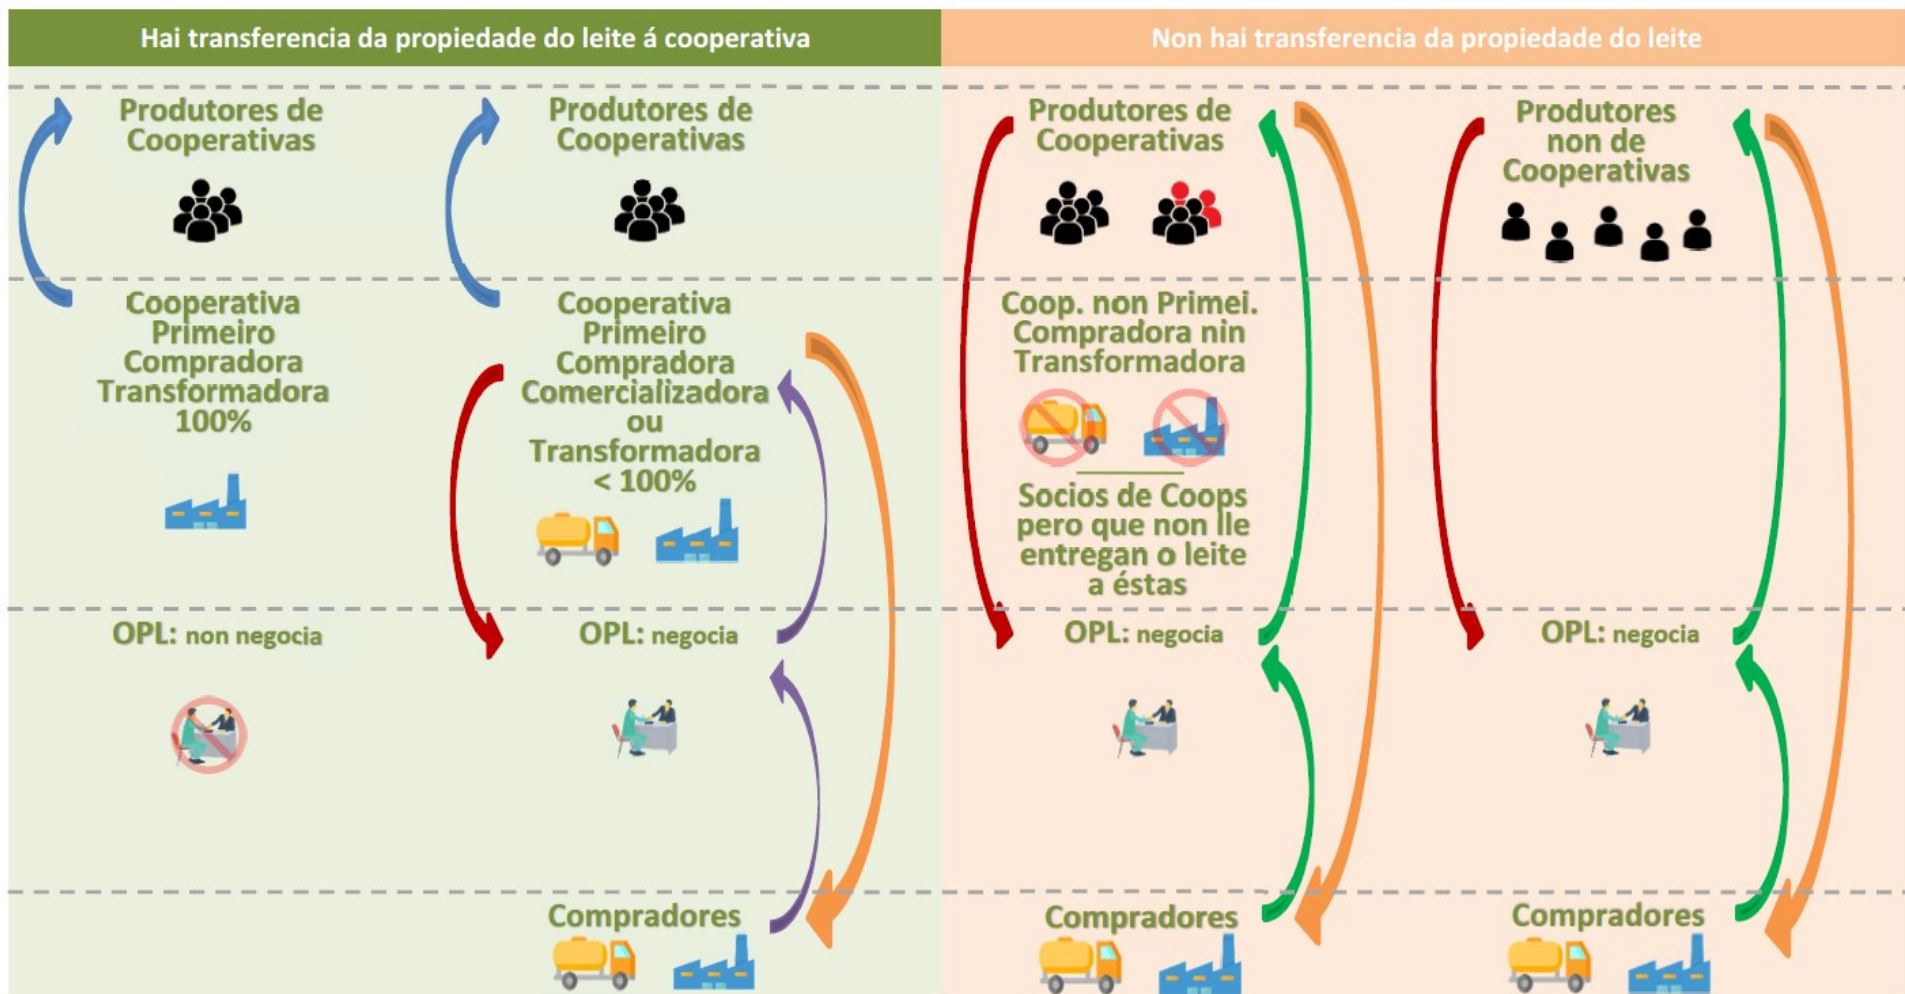 Hai transferencia da propiedade do leite á cooperativa
Non hai transferencia da propiedade do leite
Produtores de
Cooperativas
Cooperativa
Primeiro
Compradora
Transformadora
100%
OPL: non negocia
Produtores de
Cooperativas
Cooperativa
Primeiro
Compradora
Comercializadora
ou
Transformadora
< 100%
OPL: negocia
Compradores
Produtores de
Cooperativas
Coop. non Primei.
Compradora nin
Transformadora
Socios de Coops
pero que non lle
entregan o leite
a éstas
OPL: negocia
Compradores
Produtores
non de
Cooperativas
OPL: negocia
Compradores